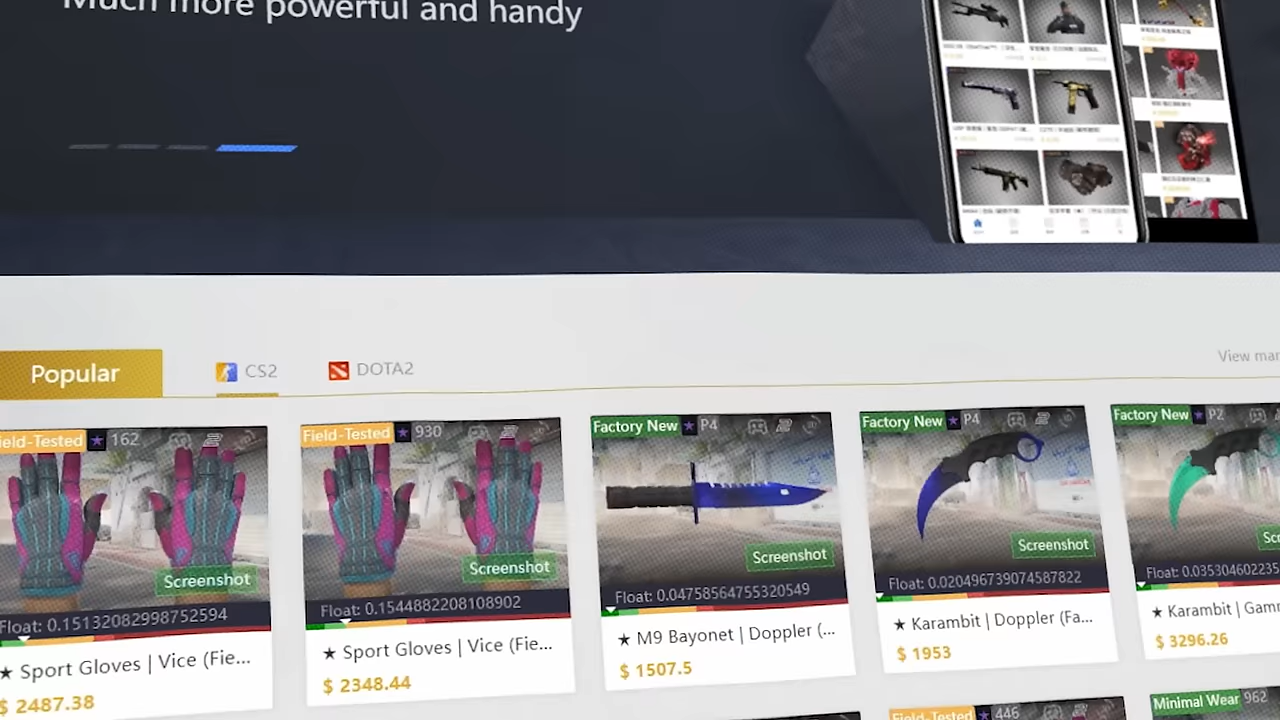 Much more powerful and handy
Popular
CS2
DOTA2
View mar
Field-Tested
162
Field-Tested
930
Factory New
P4
Factory New
P4
Factory New
P2
Screenshot
Screenshot
Screenshot
Screenshot
Sc
Float: 0.15132082998752594
Float: 0.1544882208108902
Float: 0.04758564755320549
Float: 0.020496739074587822
Float: 0.035304602235
★ Sport Gloves | Vice (Fie...
★ Sport Gloves | Vice (Fie...
★ M9 Bayonet | Doppler (...
★ Karambit | Doppler (Fa...
★ Karambit | Gam
$ 2487.38
$ 2348.44
$ 1507.5
$ 1953
$ 3296.26
Field-Tested
446
Minimal Wear
962